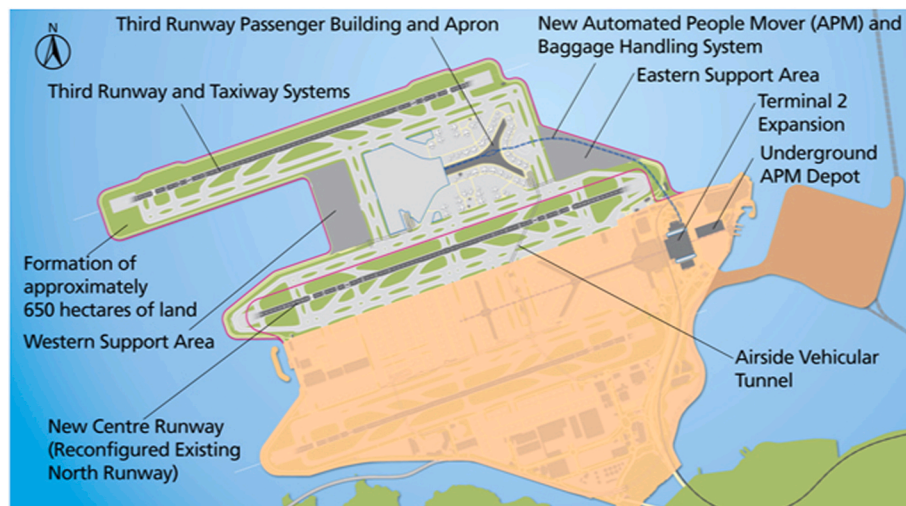 N
Third Runway Passenger Building and Apron
New Automated People Mover (APM) and
Baggage Handling System
Third Runway and Taxiway Systems
Eastern Support Area
Terminal 2
Expansion
Underground
APM Depot
Formation of
approximately
650 hectares of land
Western Support Area
Airside Vehicular
Tunnel
New Centre Runway
(Reconfigured Existing
North Runway)